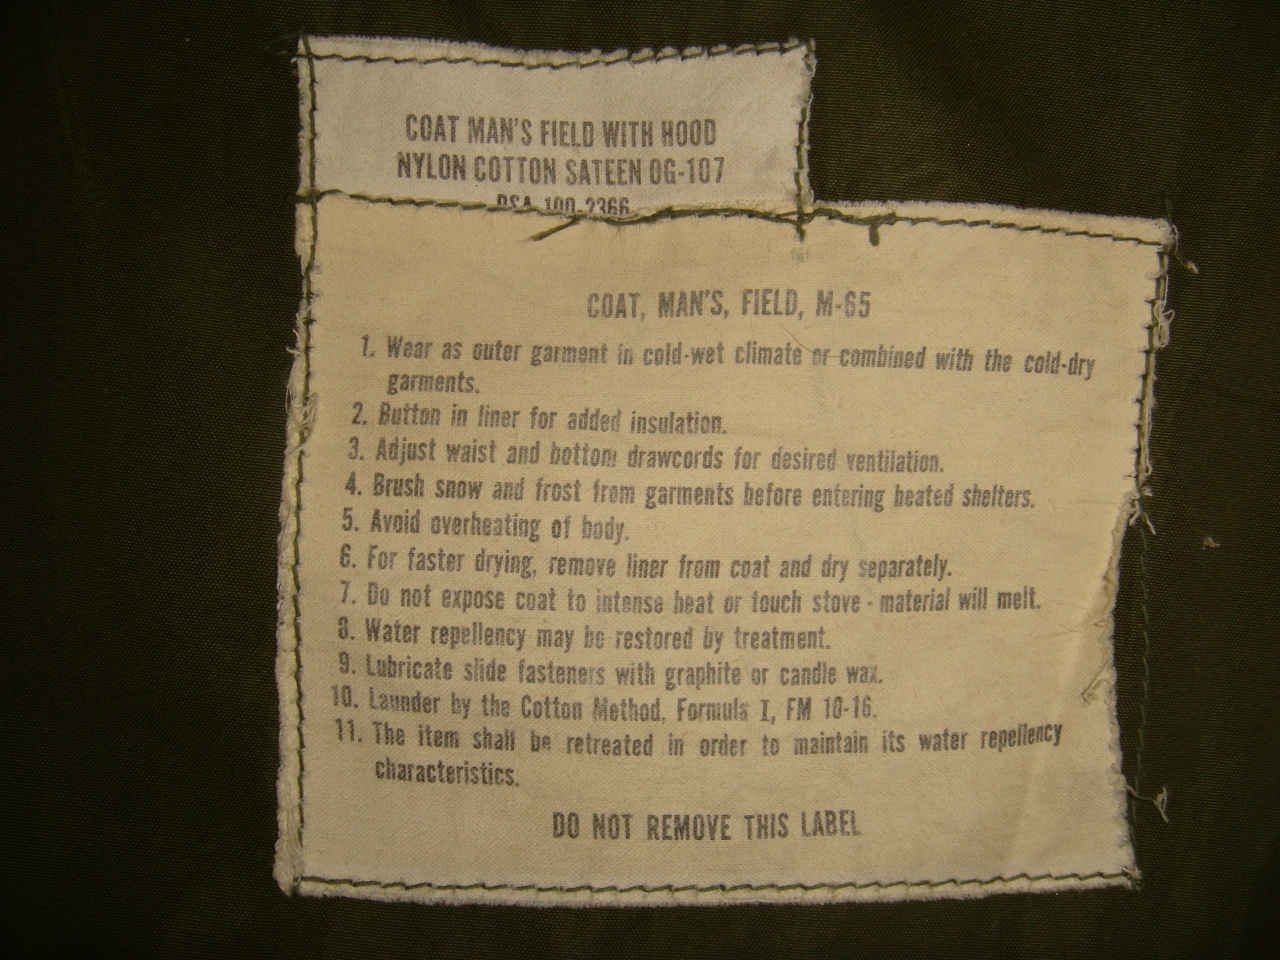 COAT MAN'S FIELD WITH HOOD
NYLON COTTON SATEEN OG-107
DSA 100-2366
COAT, MAN'S, FIELD, M-65
1. Wear as outer garment in cold-wet climate or combined with the cold-dry
garments.
2. Button in liner for added insulation.
3. Adjust waist and bottom drawcords for desired ventilation.
4. Brush snow and frost from garments before entering heated shelters.
5. Avoid overheating of body.
6. For faster drying, remove liner from coat and dry separately.
7. Do not expose coat to intense heat or touch stove - material will melt.
8. Water repellency may be restored by treatment.
9. Lubricate slide fasteners with graphite or candle wax.
10. Launder by the Cotton Method, Formula I, FM 10-16.
11. The item shall be retreated in order to maintain its water repellency
characteristics.
DO NOT REMOVE THIS LABEL